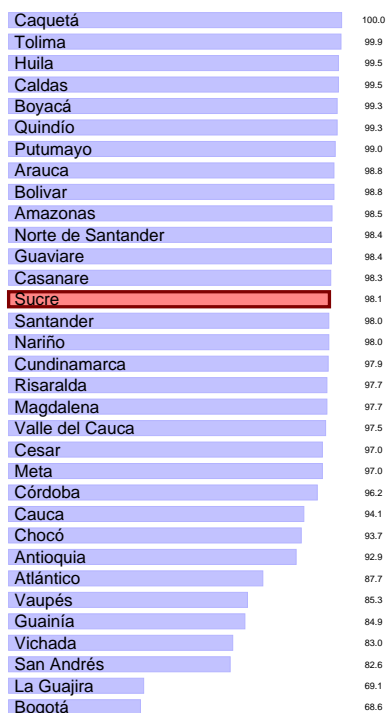 Caquetá 100.0
Tolima 99.9
Huila 99.5
Caldas 99.5
Boyacá 99.3
Quindío 99.3
Putumayo 99.0
Arauca 98.8
Bolivar 98.8
Amazonas 98.5
Norte de Santander 98.4
Guaviare 98.4
Casanare 98.3
Sucre 98.1
Santander 98.0
Nariño 98.0
Cundinamarca 97.9
Risaralda 97.7
Magdalena 97.7
Valle del Cauca 97.5
Cesar 97.0
Meta 97.0
Córdoba 96.2
Cauca 94.1
Chocó 93.7
Antioquia 92.9
Atlántico 87.7
Vaupés 85.3
Guainía 84.9
Vichada 83.0
San Andrés 82.6
La Guajira 69.1
Bogotá 68.6